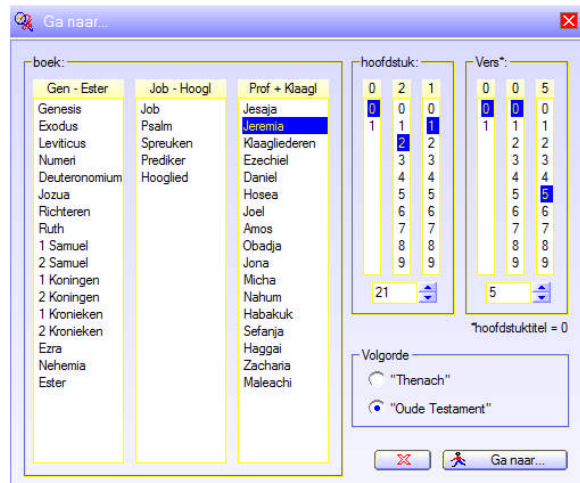 Ga naar...
boek:
Gen - Ester
Genesis
Exodus
Leviticus
Numeri
Deuteronomium
Jozua
Richteren
Ruth
1 Samuel
2 Samuel
1 Koningen
2 Koningen
1 Kronieken
2 Kronieken
Ezra
Nehemia
Ester
Job - Hoogl
Job
Psalm
Spreuken
Prediker
Hooglied
Prof + Klaagl
Jesaja
Jeremia
Klaagliederen
Ezechiel
Daniel
Hosea
Joel
Amos
Obadja
Jona
Micha
Nahum
Habakuk
Sefanja
Haggai
Zacharia
Maleachi
hoofdstuk:
0 2 1
0 0 0
1 1 1
2 2
3 3
4 4
5 5
6 6
7 7
8 8
9 9
21
Vers*:
0 0 5
0 0 0
1 1 1
2 2
3 3
4 4
5 5
6 6
7 7
8 8
9 9
5
*hoofdstuktitel = 0
Volgorde
"Thenach"
"Oude Testament"
Ga naar...